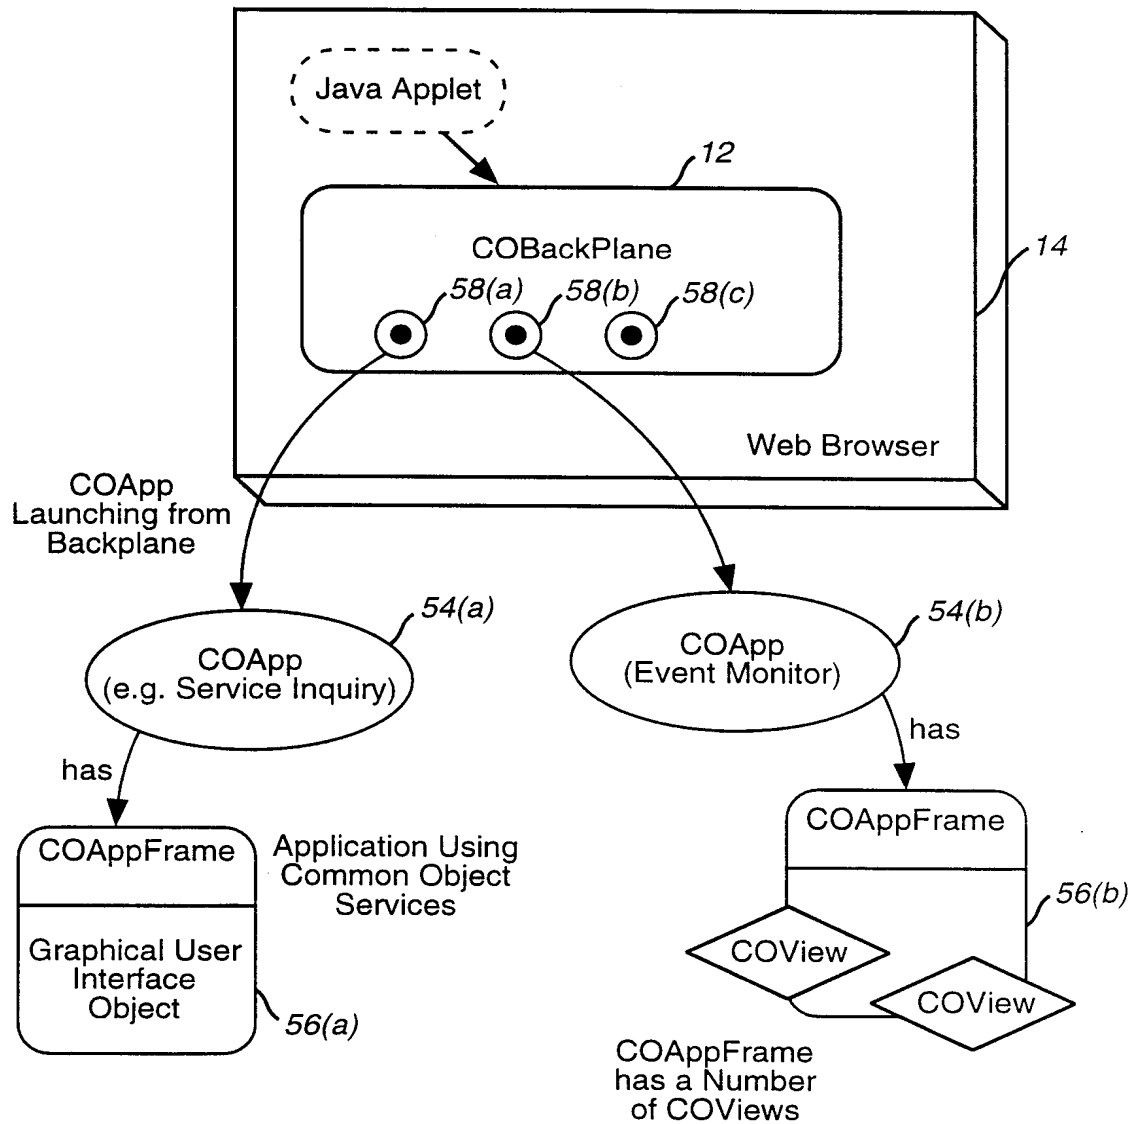 Java Applet
12
COBackPlane
14
58(a)
58(b)
58(c)
Web Browser
COApp
Launching from
Backplane
54(a)
COApp
(e.g. Service Inquiry)
54(b)
COApp
(Event Monitor)
has
has
COAppFrame
Application Using
Common Object
Services
Graphical User
Interface
Object
56(a)
COAppFrame
56(b)
COView
COView
COAppFrame
has a Number
of COViews